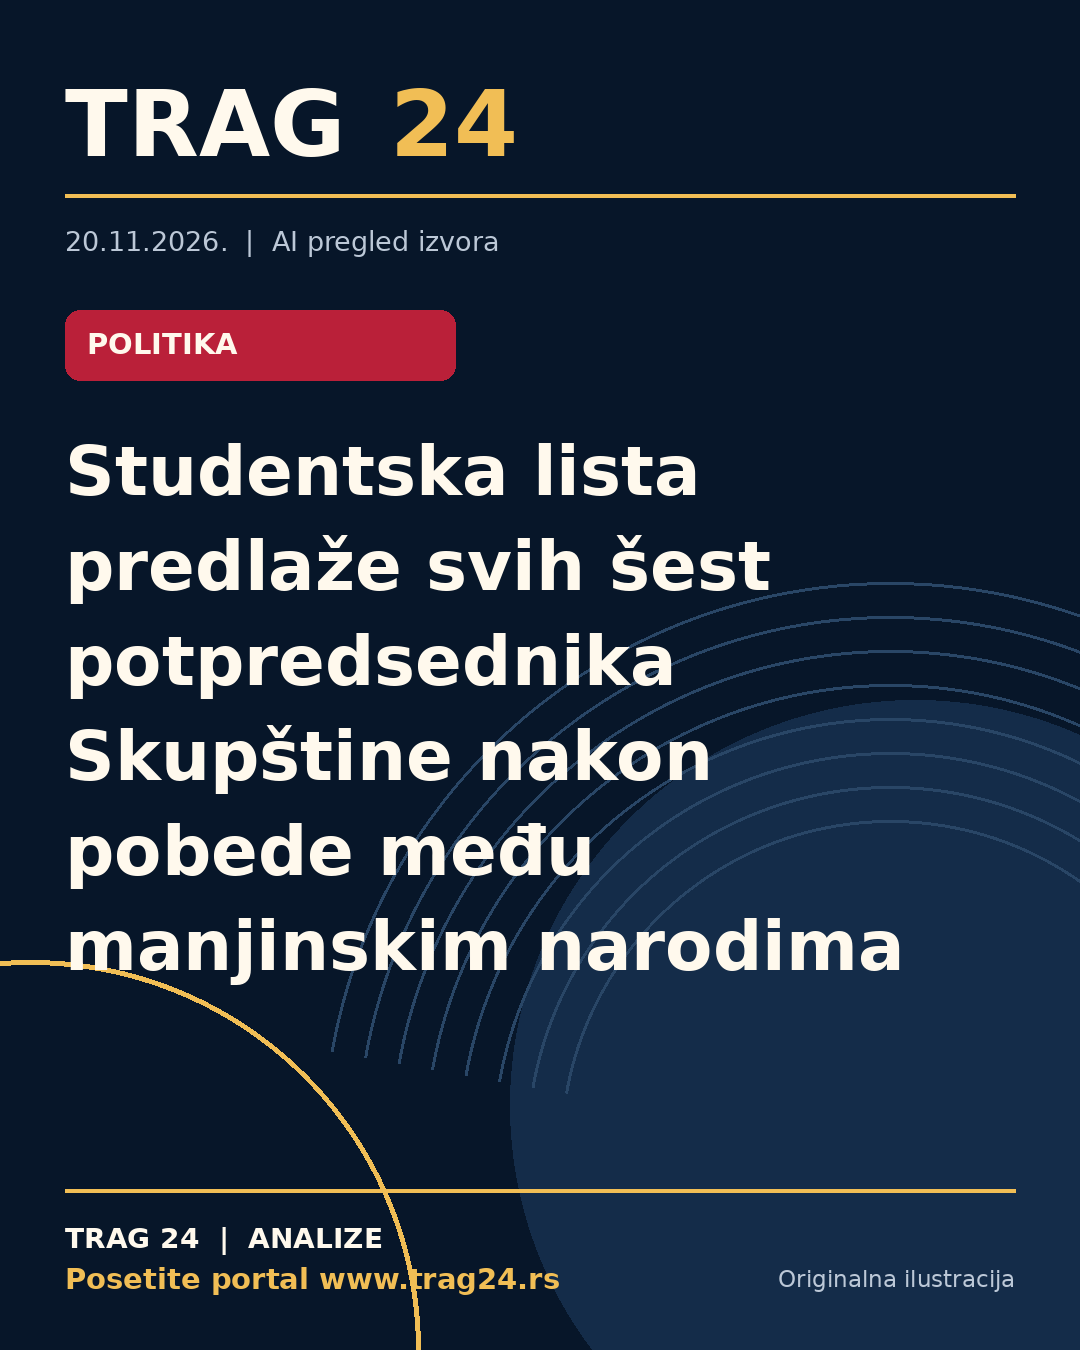 TRAG 24
20.11.2026. | AI pregled izvora
POLITIKA
Studentska lista
predlaže svih šest
potpredsednika
Skupštine nakon
pobede među
manjinskim narodima
TRAG 24 | ANALIZE
Posetite portal www.trag24.rs
Originalna ilustracija